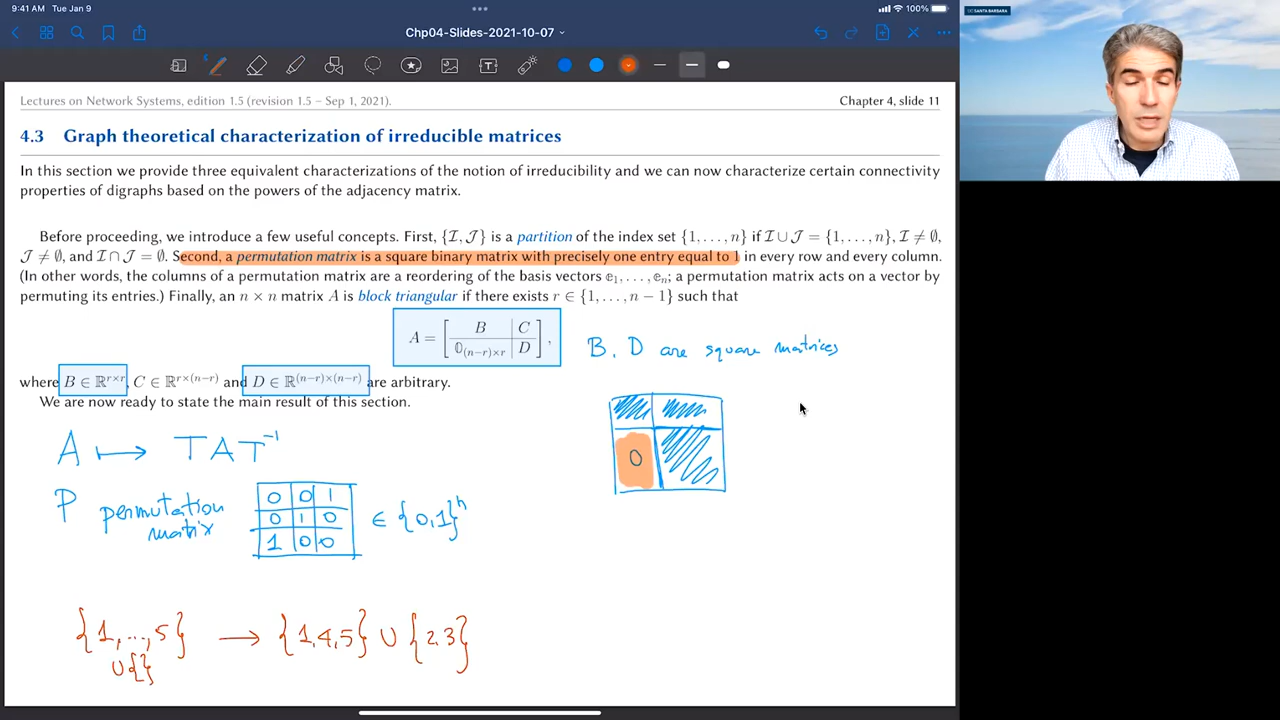 9:41 AM Tue Jan 9
100%
Chp04-Slides-2021-10-07
UC SANTA BARBARA
Lectures on Network Systems, edition 1.5 (revision 1.5 – Sep 1, 2021).
Chapter 4, slide 11
4.3 Graph theoretical characterization of irreducible matrices
In this section we provide three equivalent characterizations of the notion of irreducibility and we can now characterize certain connectivity
properties of digraphs based on the powers of the adjacency matrix.
Before proceeding, we introduce a few useful concepts. First, {I, J} is a partition of the index set {1, . . . , n} if I ∪ J = {1, . . . , n}, I ≠ ∅,
J ≠ ∅, and I ∩ J = ∅. Second, a permutation matrix is a square binary matrix with precisely one entry equal to 1 in every row and every column.
(In other words, the columns of a permutation matrix are a reordering of the basis vectors 𝕖₁, . . . , 𝕖ₙ; a permutation matrix acts on a vector by
permuting its entries.) Finally, an n × n matrix A is block triangular if there exists r ∈ {1, . . . , n − 1} such that
A = [ B | C
𝟘₍ₙ₋ᵣ₎ₓᵣ | D ] ,
B, D are square matrices
where B ∈ ℝ^{r×r}, C ∈ ℝ^{r×(n−r)} and D ∈ ℝ^{(n−r)×(n−r)} are arbitrary.
We are now ready to state the main result of this section.
A ⟼ TAT⁻¹
0
P permutation matrix
0 0 1
0 1 0
1 0 0
∈ {0,1}ⁿ
{1,...,5} → {1,4,5} ∪ {2,3}
∪{}